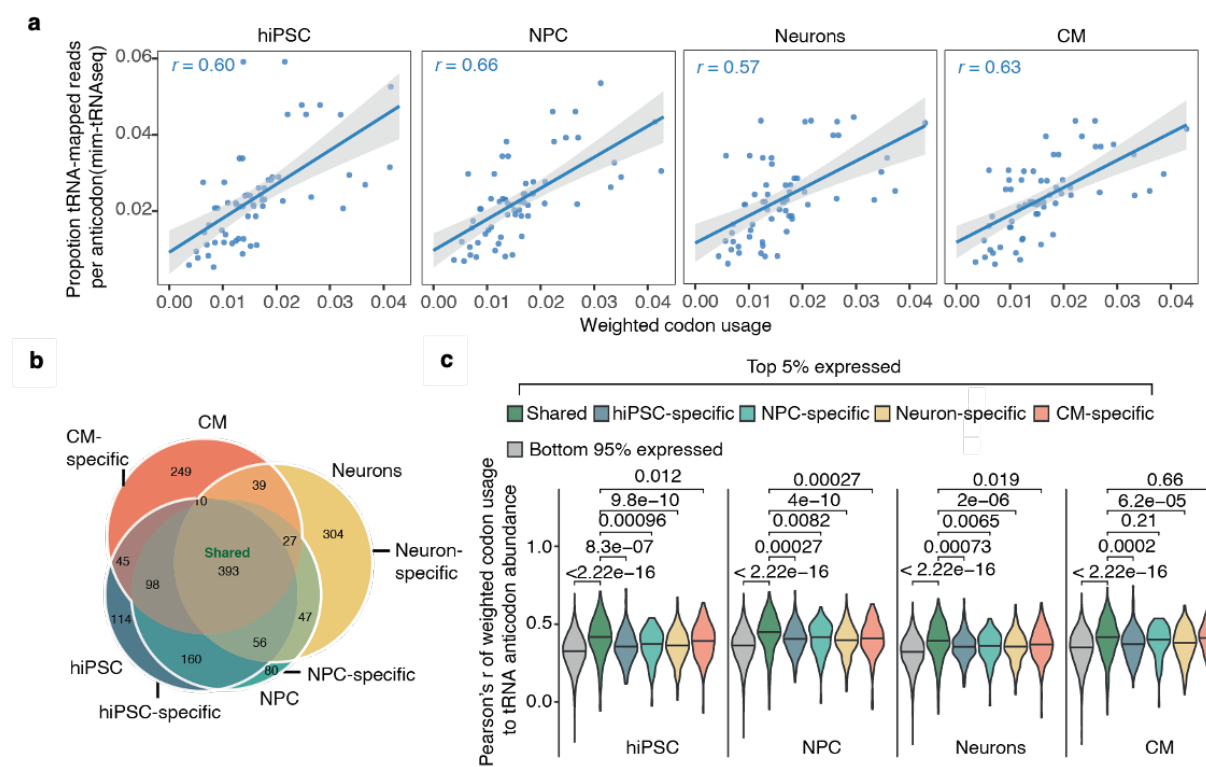 a
hiPSC
NPC
Neurons
CM
Propotion tRNA-mapped reads
per anticodon(mim-tRNAseq)
0.06
0.04
0.02
r = 0.60
r = 0.66
r = 0.57
r = 0.63
0.00 0.01 0.02 0.03 0.04
0.00 0.01 0.02 0.03 0.04
0.00 0.01 0.02 0.03 0.04
0.00 0.01 0.02 0.03 0.04
Weighted codon usage
b
CM
CM-
specific
Neurons
249
39
10
304
27
Shared
393
Neuron-
specific
45
98
114
47
56
160
80
hiPSC
NPC-specific
NPC
hiPSC-specific
c
Top 5% expressed
Shared hiPSC-specific NPC-specific Neuron-specific CM-specific
Bottom 95% expressed
Pearson's r of weighted codon usage
to tRNA anticodon abundance
1.0
0.5
0.0
0.012
9.8e−10
0.00096
8.3e−07
<2.22e−16
0.00027
4e−10
0.0082
0.00027
< 2.22e−16
0.019
2e−06
0.0065
0.00073
< 2.22e−16
0.66
6.2e−05
0.21
0.0002
< 2.22e−16
hiPSC
NPC
Neurons
CM